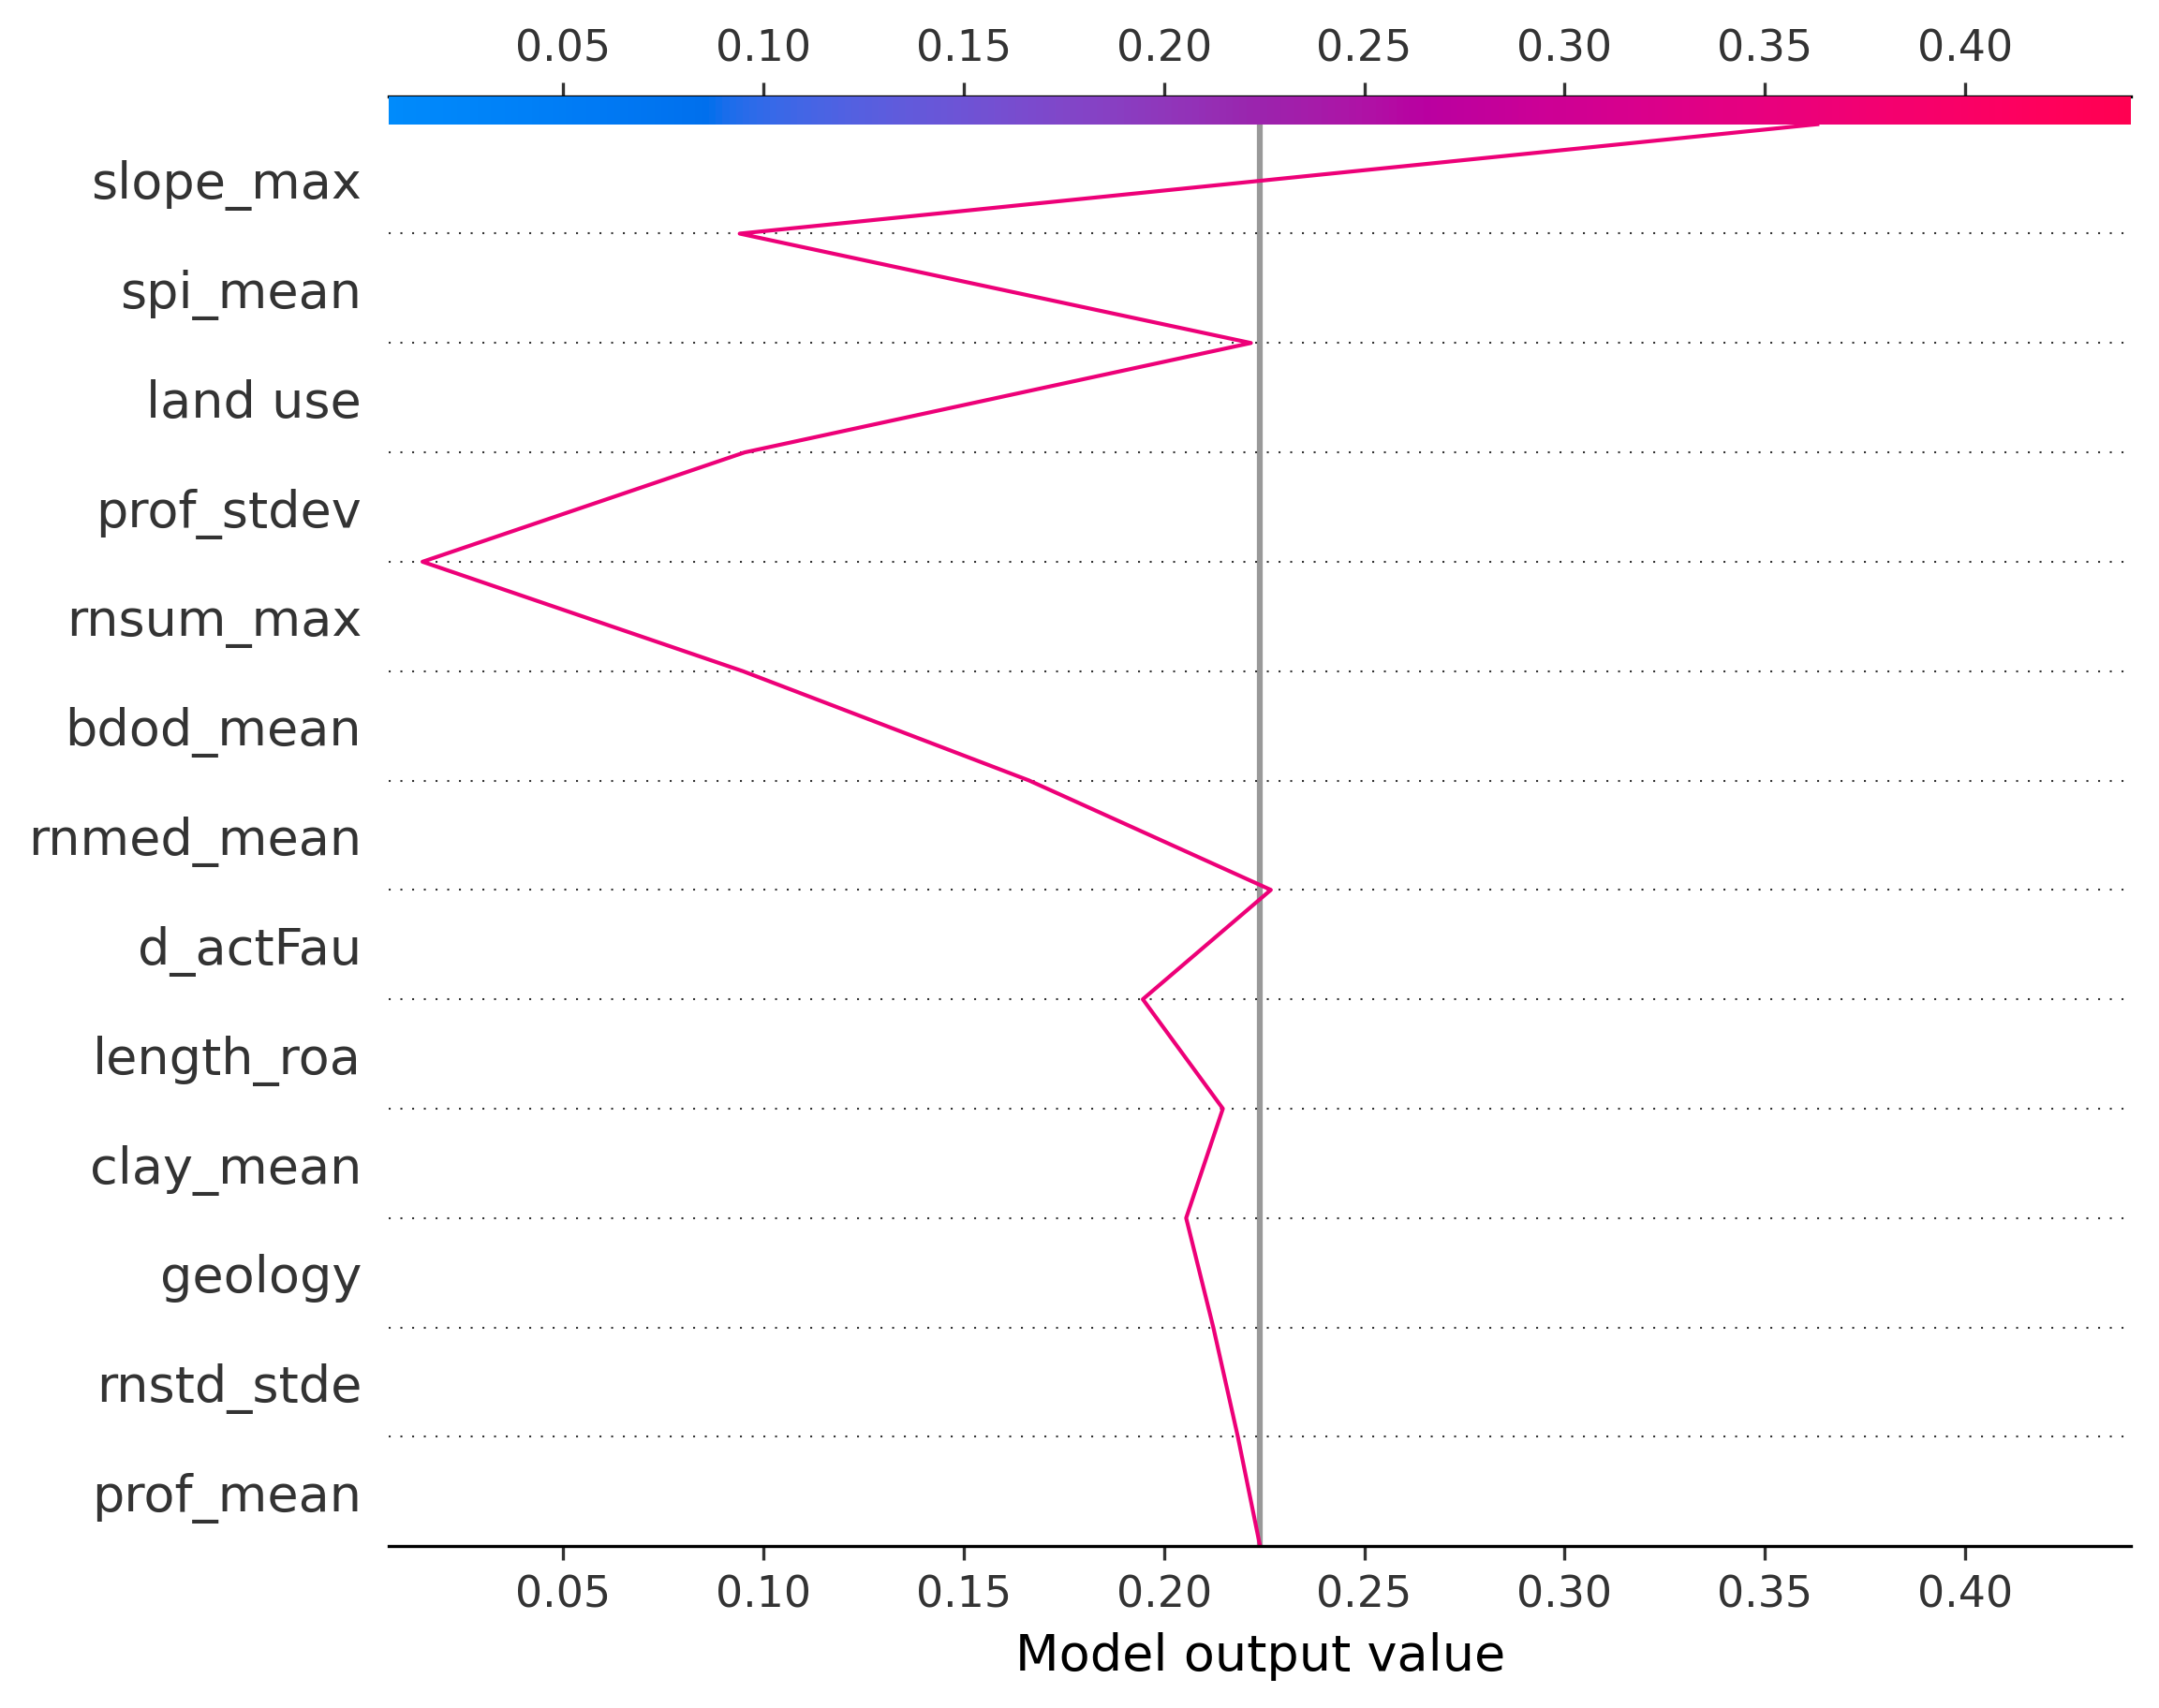 0.05 0.10 0.15 0.20 0.25 0.30 0.35 0.40
slope_max
spi_mean
land use
prof_stdev
rnsum_max
bdod_mean
rnmed_mean
d_actFau
length_roa
clay_mean
geology
rnstd_stde
prof_mean
0.05 0.10 0.15 0.20 0.25 0.30 0.35 0.40
Model output value